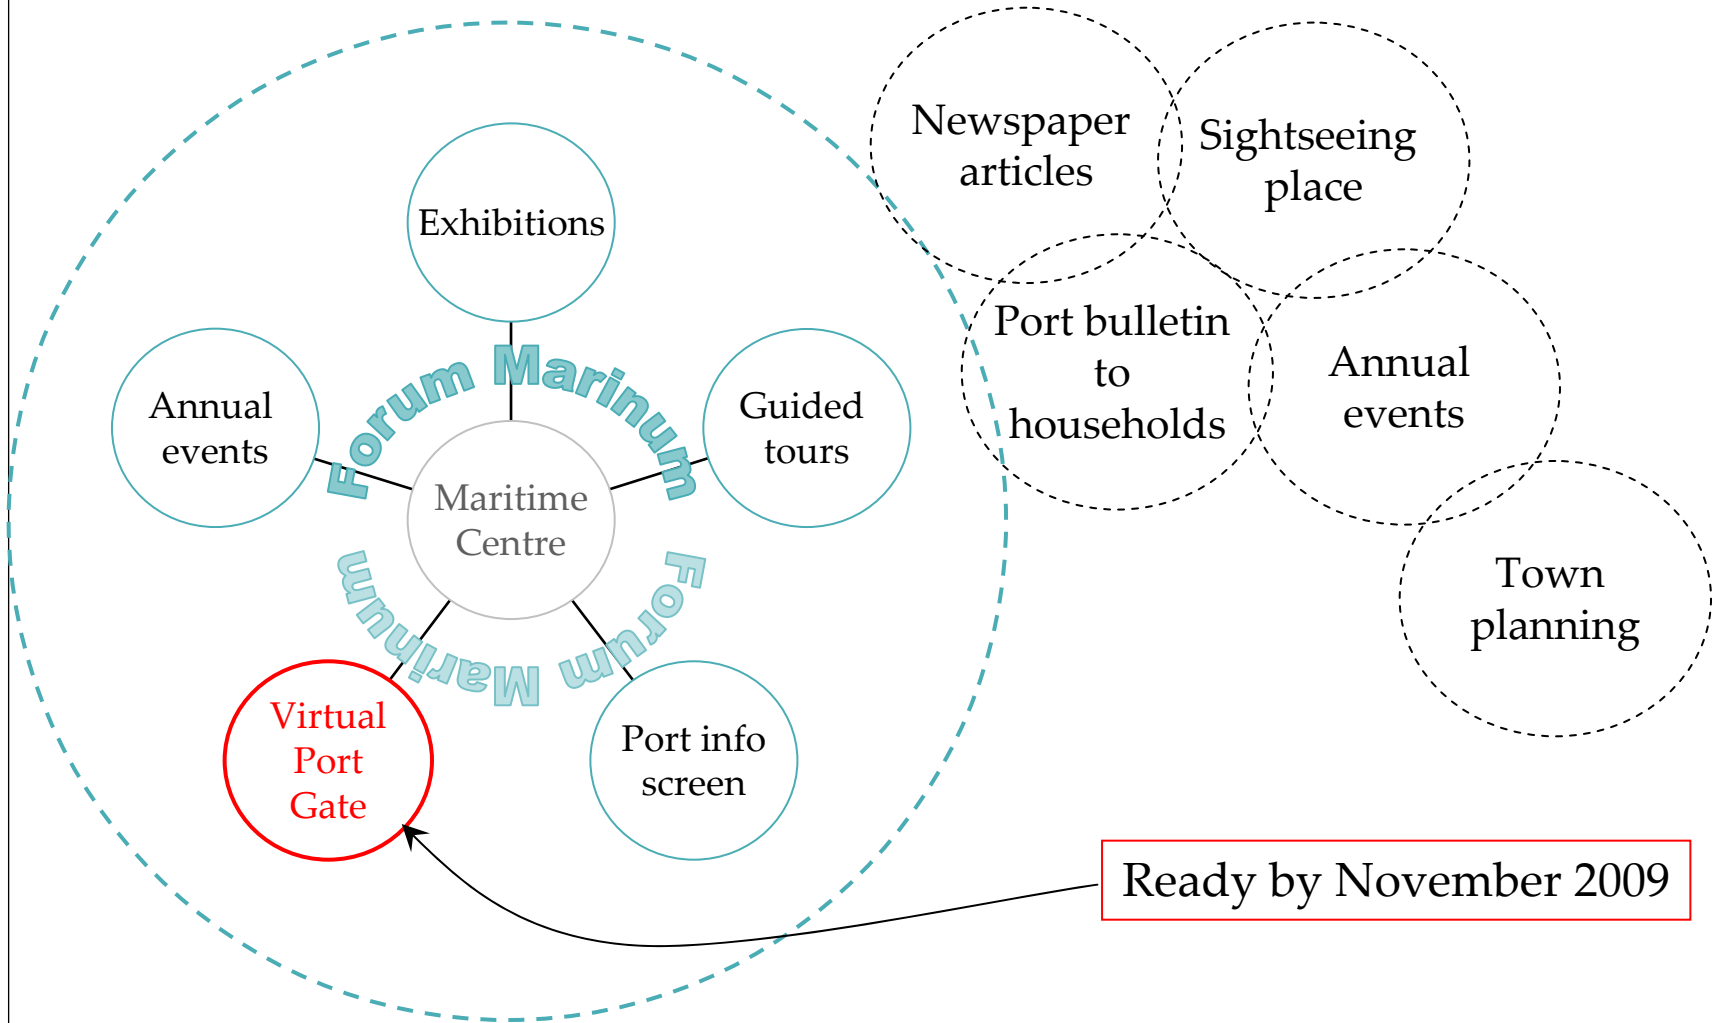 Exhibitions
Annual
events
Forum Marinum
Guided
tours
Maritime
Centre
Forum Marinum
Virtual
Port
Gate
Port info
screen
Newspaper
articles
Sightseeing
place
Port bulletin
to
households
Annual
events
Town
planning
Ready by November 2009